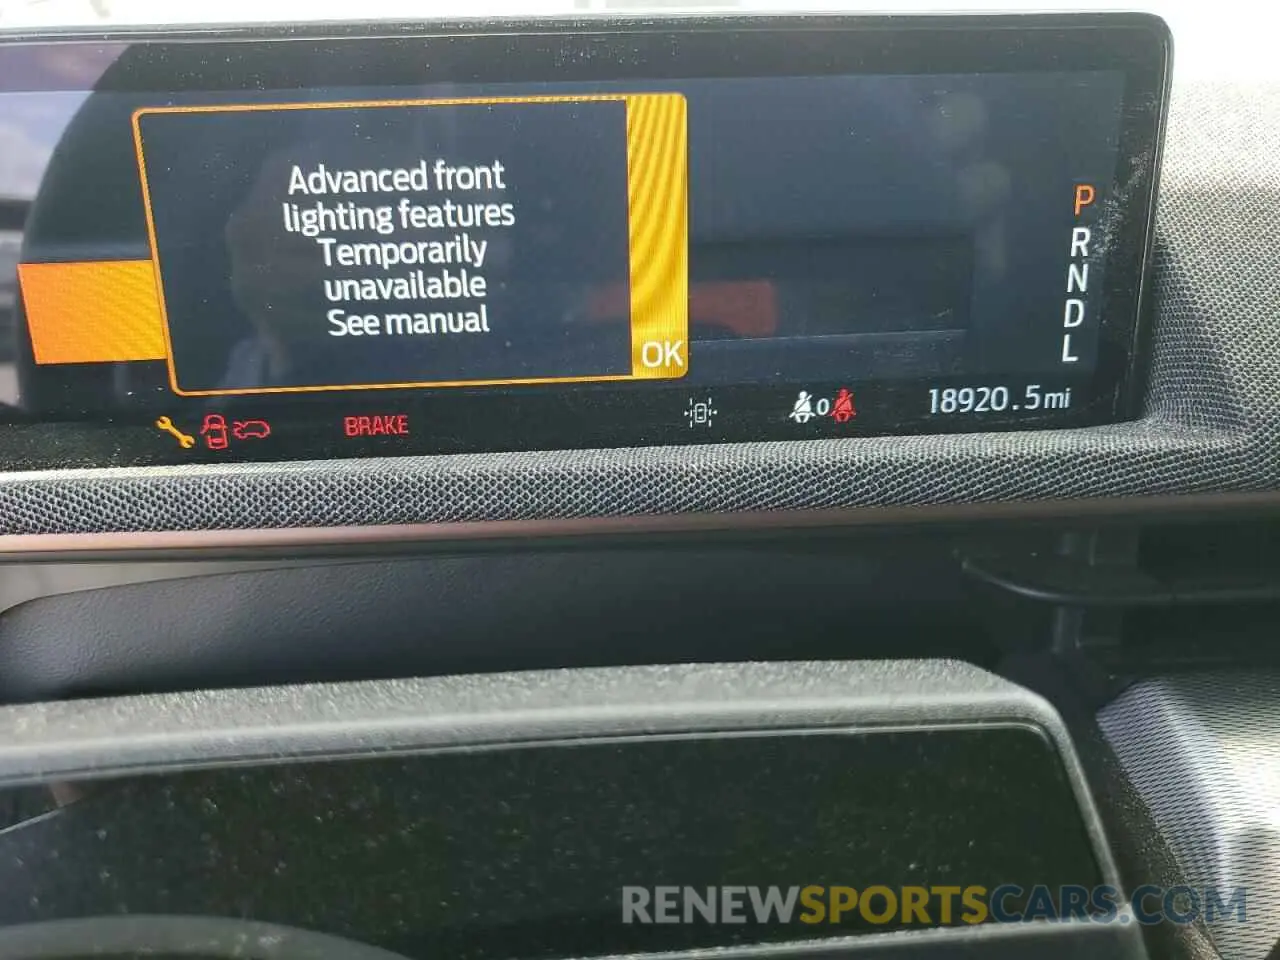 Advanced front
lighting features
Temporarily
unavailable
See manual
OK
P
R
N
D
L
BRAKE
0
18920.5mi
RENEWSPORTSCARS.COM